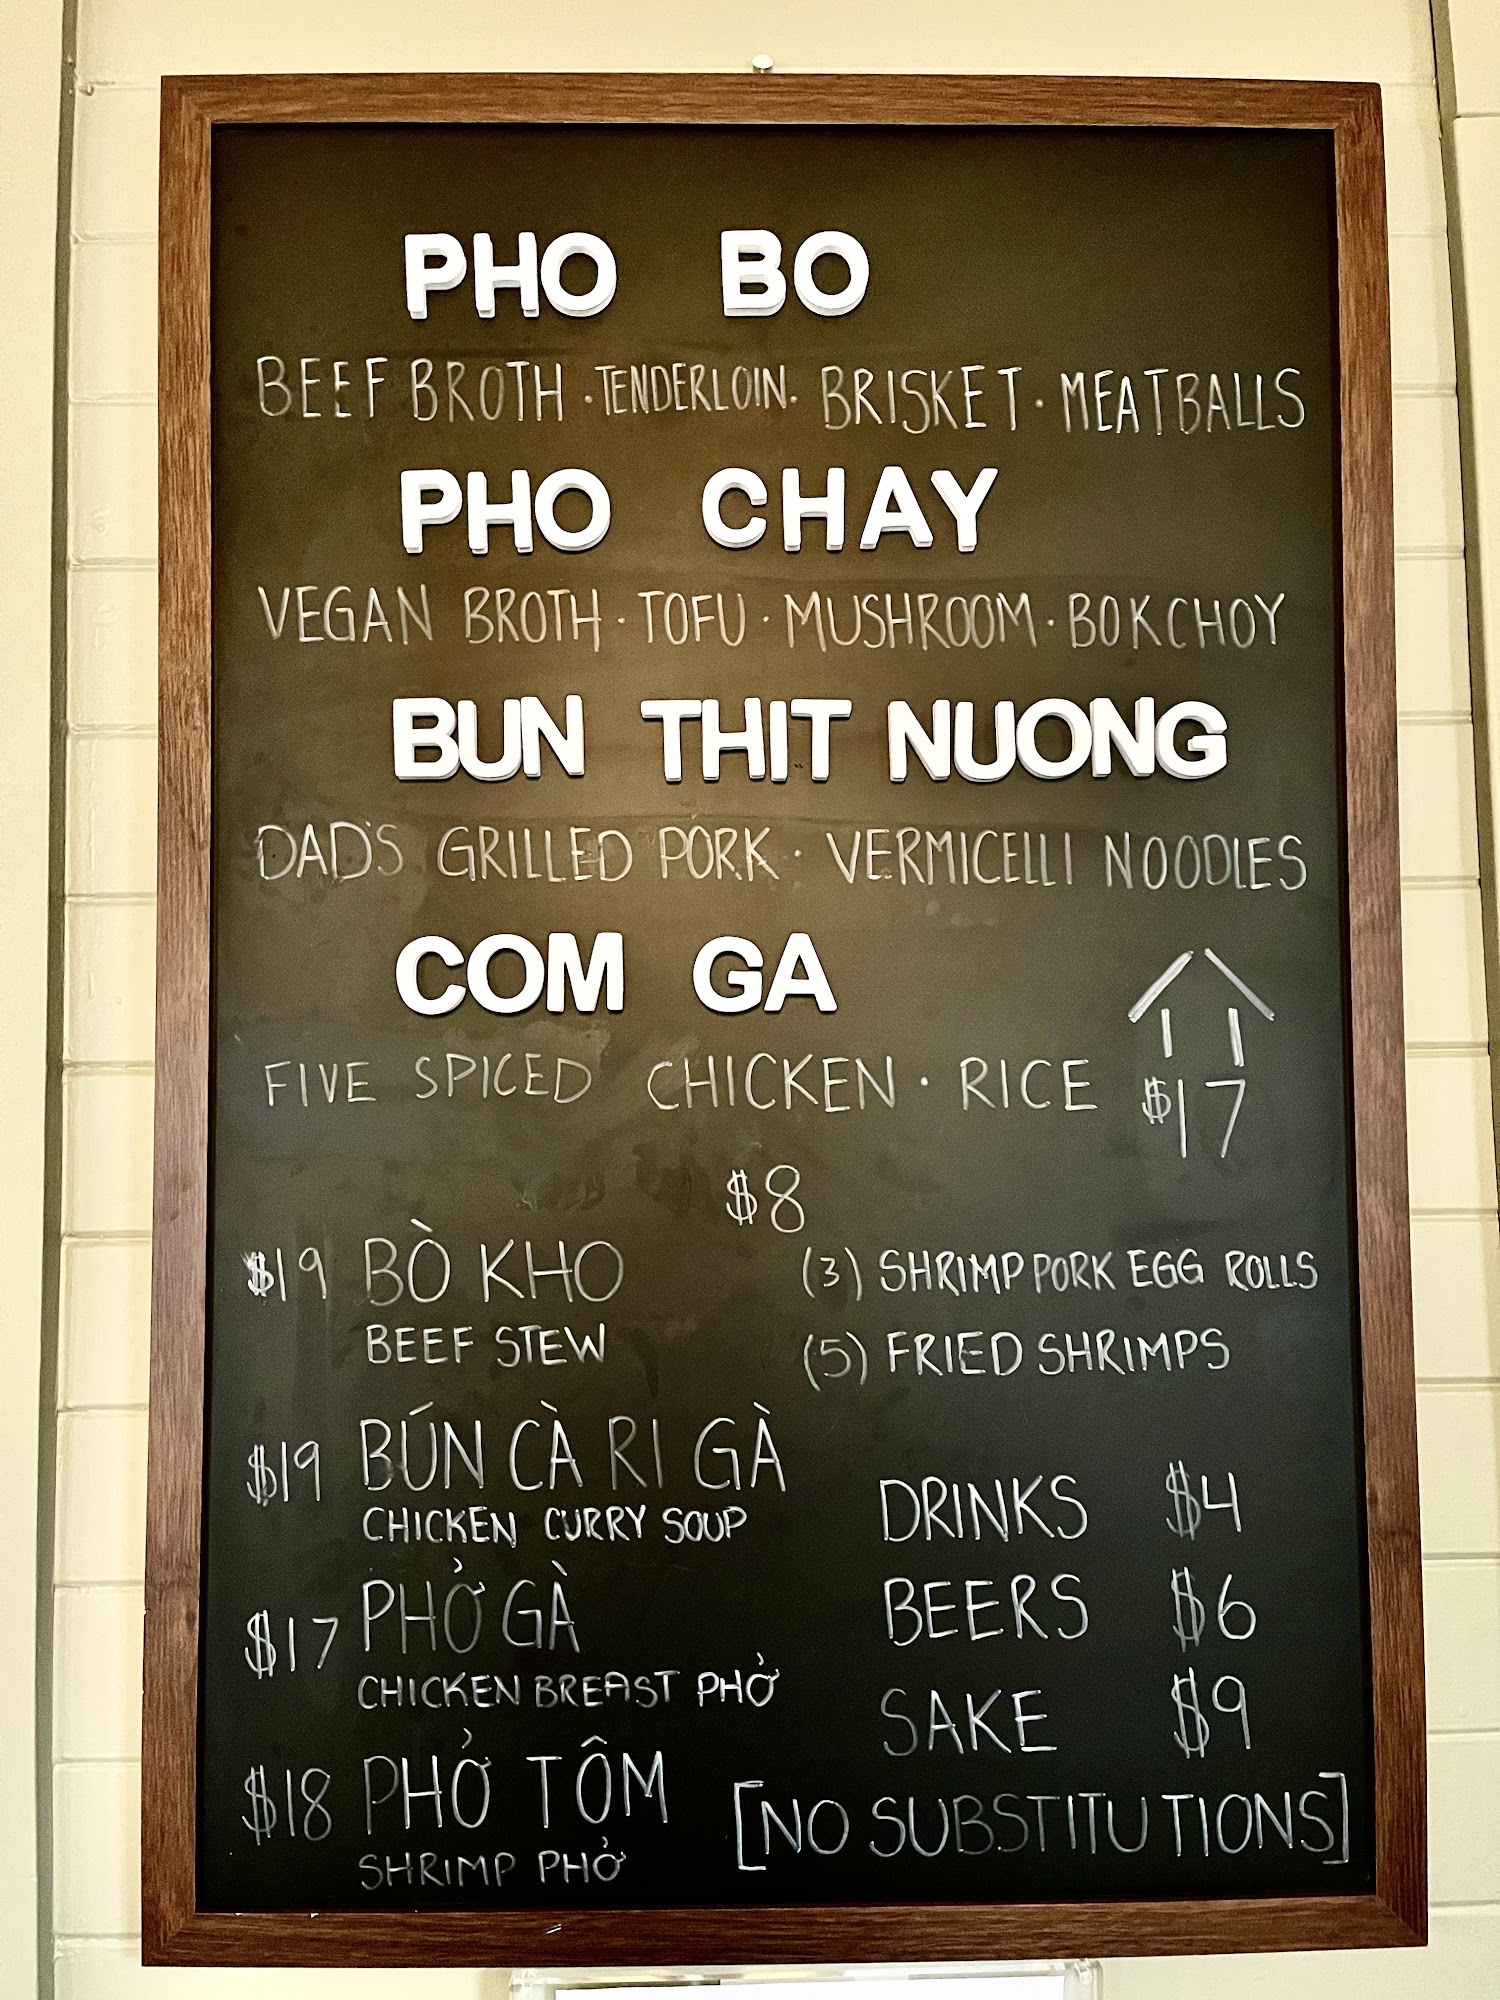 PHO BO
BEEF BROTH · TENDERLOIN · BRISKET · MEATBALLS
PHO CHAY
VEGAN BROTH · TOFU · MUSHROOM · BOK CHOY
BUN THIT NUONG
DAD'S GRILLED PORK · VERMICELLI NOODLES
COM GA
FIVE SPICED CHICKEN · RICE
$17
$19 BÒ KHO
BEEF STEW
$19 BÚN CÀ RI GÀ
CHICKEN CURRY SOUP
$17 PHỞ GÀ
CHICKEN BREAST PHỞ
$18 PHỞ TÔM
SHRIMP PHỞ
$8
(3) SHRIMP PORK EGG ROLLS
(5) FRIED SHRIMPS
DRINKS $4
BEERS $6
SAKE $9
[NO SUBSTITUTIONS]